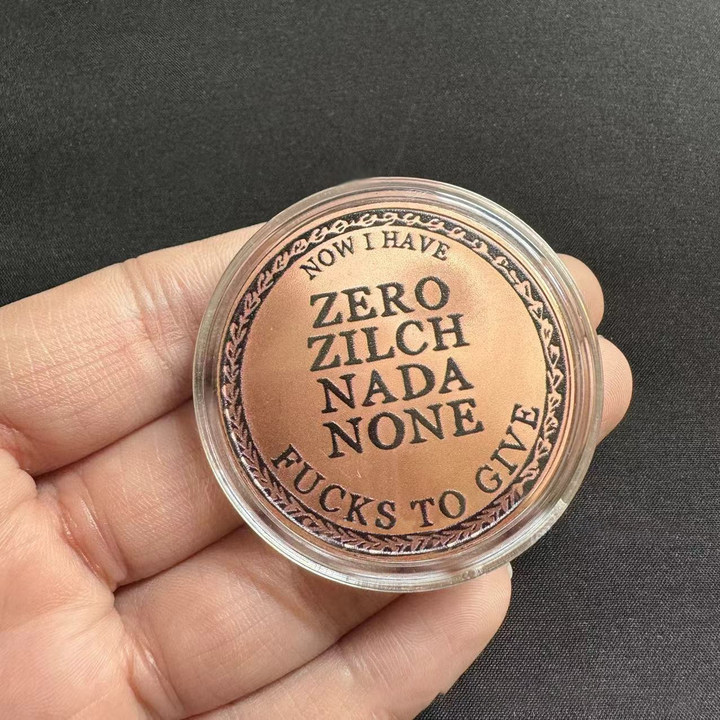 NOW I HAVE
ZERO
ZILCH
NADA
NONE
FUCKS TO GIVE